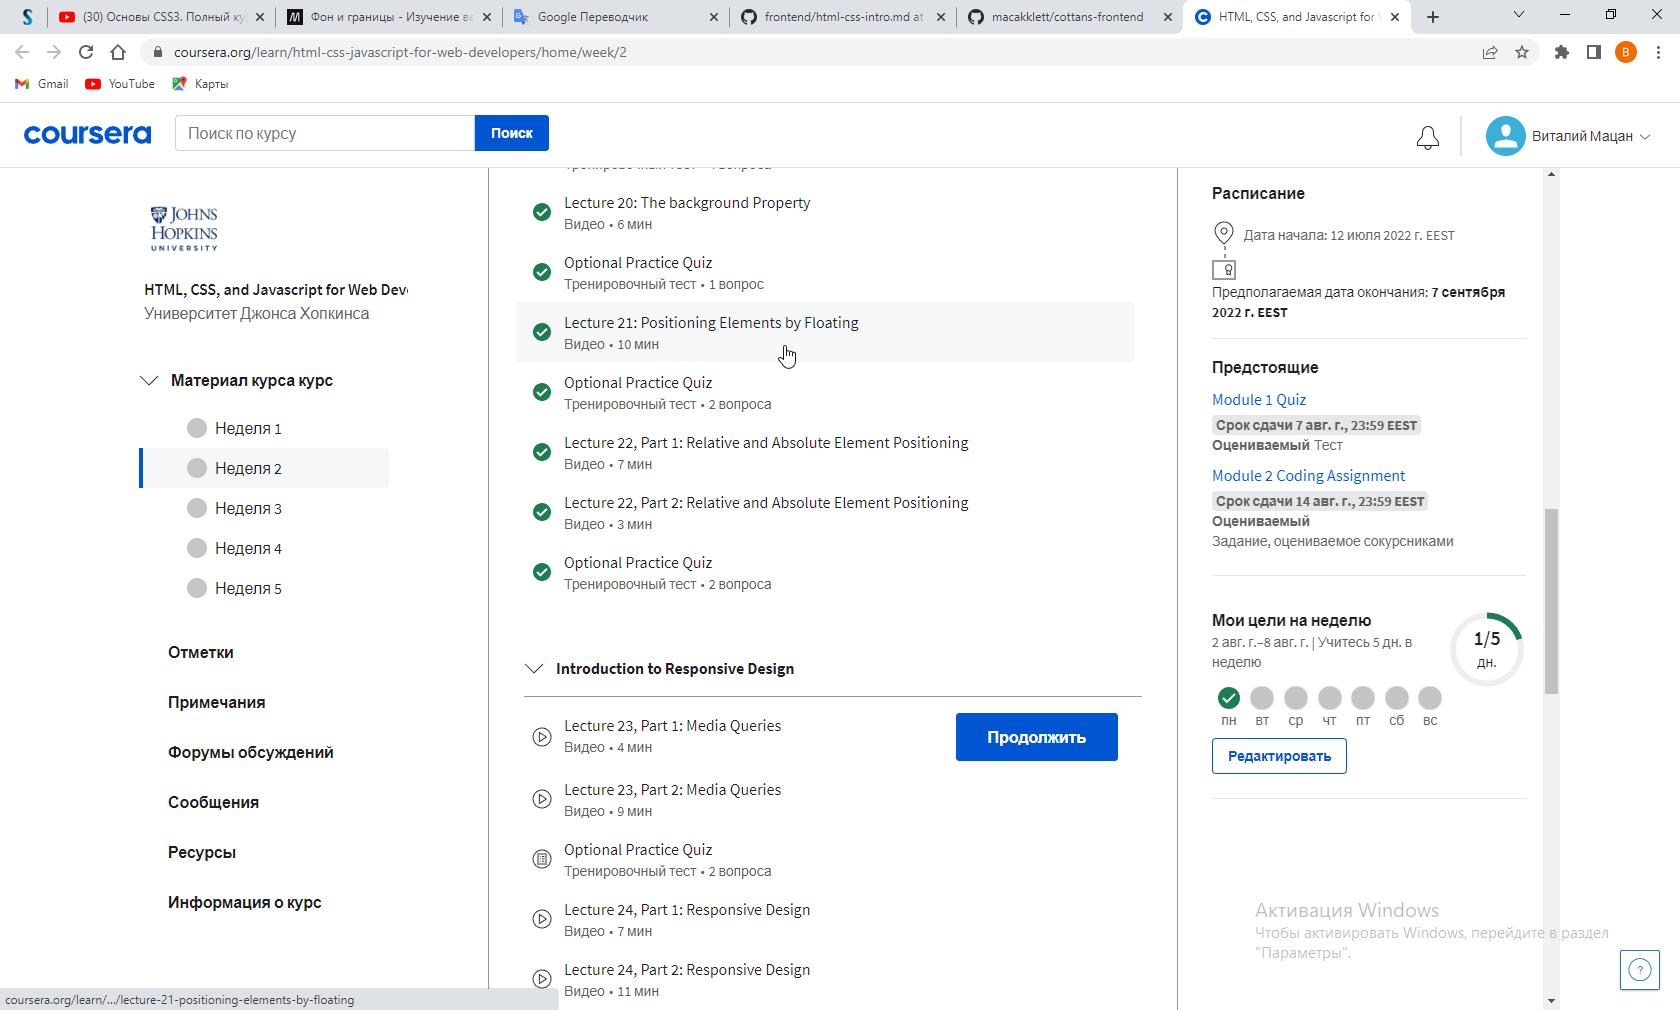 (30) Основы CSS3. Полный ку
Фон и границы - Изучение ве
Google Переводчик
frontend/html-css-intro.md at
macakklett/cottans-frontend
HTML, CSS, and Javascript for
coursera.org/learn/html-css-javascript-for-web-developers/home/week/2
B
Gmail
YouTube
Карты
coursera
Поиск по курсу
Поиск
Виталий Мацан
JOHNS
HOPKINS
UNIVERSITY
HTML, CSS, and Javascript for Web Dev
Университет Джонса Хопкинса
Материал курса курс
Неделя 1
Неделя 2
Неделя 3
Неделя 4
Неделя 5
Отметки
Примечания
Форумы обсуждений
Сообщения
Ресурсы
Информация о курс
Lecture 20: The background Property
Видео • 6 мин
Optional Practice Quiz
Тренировочный тест • 1 вопрос
Lecture 21: Positioning Elements by Floating
Видео • 10 мин
Optional Practice Quiz
Тренировочный тест • 2 вопроса
Lecture 22, Part 1: Relative and Absolute Element Positioning
Видео • 7 мин
Lecture 22, Part 2: Relative and Absolute Element Positioning
Видео • 3 мин
Optional Practice Quiz
Тренировочный тест • 2 вопроса
Introduction to Responsive Design
Lecture 23, Part 1: Media Queries
Видео • 4 мин
Продолжить
Lecture 23, Part 2: Media Queries
Видео • 9 мин
Optional Practice Quiz
Тренировочный тест • 2 вопроса
Lecture 24, Part 1: Responsive Design
Видео • 7 мин
Lecture 24, Part 2: Responsive Design
Видео • 11 мин
Расписание
Дата начала: 12 июля 2022 г. EEST
Предполагаемая дата окончания: 7 сентября
2022 г. EEST
Предстоящие
Module 1 Quiz
Срок сдачи 7 авг. г., 23:59 EEST
Оцениваемый Тест
Module 2 Coding Assignment
Срок сдачи 14 авг. г., 23:59 EEST
Оцениваемый
Задание, оцениваемое сокурсниками
Мои цели на неделю
2 авг. г.–8 авг. г. | Учитесь 5 дн. в
неделю
1/5
дн.
пн вт ср чт пт сб вс
Редактировать
Активация Windows
Чтобы активировать Windows, перейдите в раздел
"Параметры".
coursera.org/learn/.../lecture-21-positioning-elements-by-floating